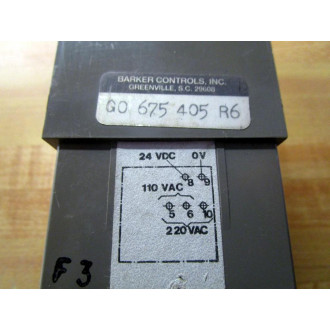 BARKER CONTROLS, INC.
GREENVILLE, S.C. 29608
GO 675 405 R6
24 VDC 0V
8 9
110 VAC
5 6 10
220VAC
F3